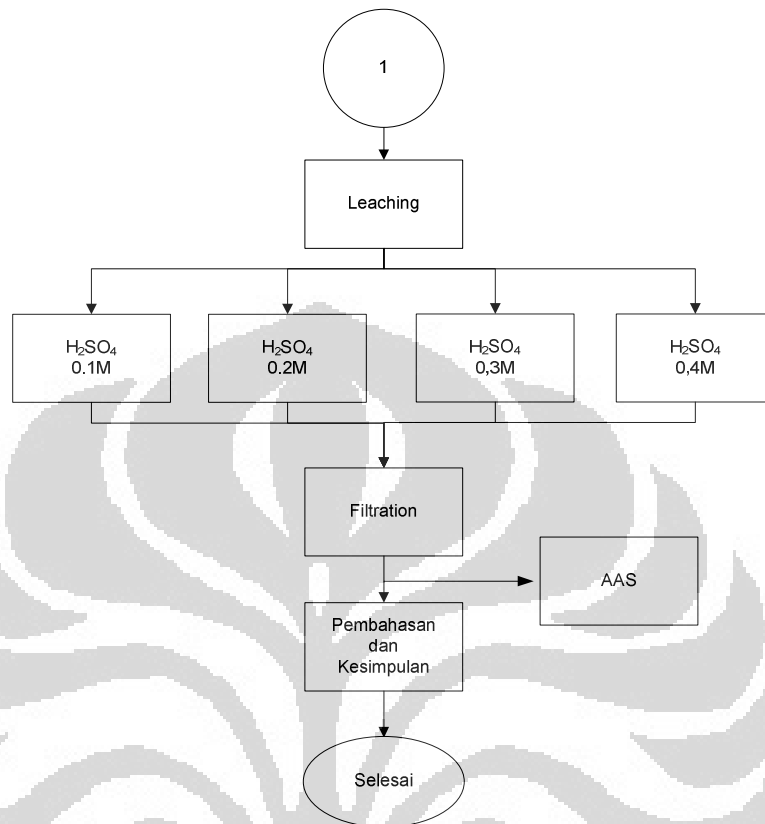 1
Leaching
H₂SO₄
0.1M
H₂SO₄
0.2M
H₂SO₄
0,3M
H₂SO₄
0,4M
Filtration
AAS
Pembahasan
dan
Kesimpulan
Selesai